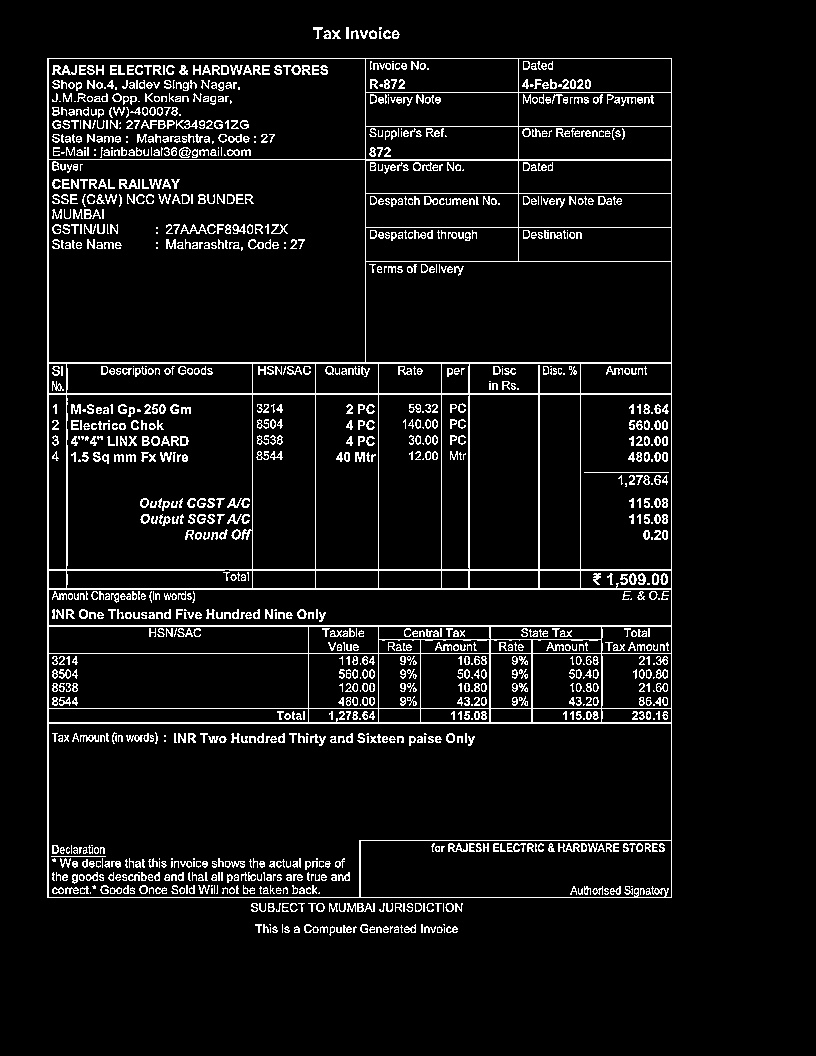 Tax Invoice
RAJESH ELECTRIC & HARDWARE STORES
Shop No.4, Jaidev Singh Nagar,
J.M.Road Opp. Konkan Nagar,
Bhandup (W)-400078.
GSTIN/UIN: 27AFBPK3492G1ZG
State Name : Maharashtra, Code : 27
E-Mail : jainbabulal36@gmail.com
Invoice No. Dated
R-872 4-Feb-2020
Delivery Note Mode/Terms of Payment
Supplier's Ref. Other Reference(s)
872
Buyer
CENTRAL RAILWAY
SSE (C&W) NCC WADI BUNDER
MUMBAI
GSTIN/UIN : 27AAACF8940R1ZX
State Name : Maharashtra, Code : 27
Buyer's Order No. Dated
Despatch Document No. Delivery Note Date
Despatched through Destination
Terms of Delivery
Sl No. Description of Goods HSN/SAC Quantity Rate per Disc in Rs. Disc. % Amount
1 M-Seal Gp- 250 Gm 3214 2 PC 59.32 PC 118.64
2 Electrico Chok 8504 4 PC 140.00 PC 560.00
3 4"*4" LINX BOARD 8538 4 PC 30.00 PC 120.00
4 1.5 Sq mm Fx Wire 8544 40 Mtr 12.00 Mtr 480.00
1,278.64
Output CGST A/C 115.08
Output SGST A/C 115.08
Round Off 0.20
Total ₹ 1,509.00
Amount Chargeable (in words) E. & O.E
INR One Thousand Five Hundred Nine Only
HSN/SAC Taxable Central Tax State Tax Total
Value Rate Amount Rate Amount Tax Amount
3214 118.64 9% 10.68 9% 10.68 21.36
8504 560.00 9% 50.40 9% 50.40 100.80
8538 120.00 9% 10.80 9% 10.80 21.60
8544 480.00 9% 43.20 9% 43.20 86.40
Total 1,278.64 115.08 115.08 230.16
Tax Amount (in words) : INR Two Hundred Thirty and Sixteen paise Only
Declaration
* We declare that this invoice shows the actual price of
the goods described and that all particulars are true and
correct.* Goods Once Sold Will not be taken back.
for RAJESH ELECTRIC & HARDWARE STORES
Authorised Signatory
SUBJECT TO MUMBAI JURISDICTION
This is a Computer Generated Invoice